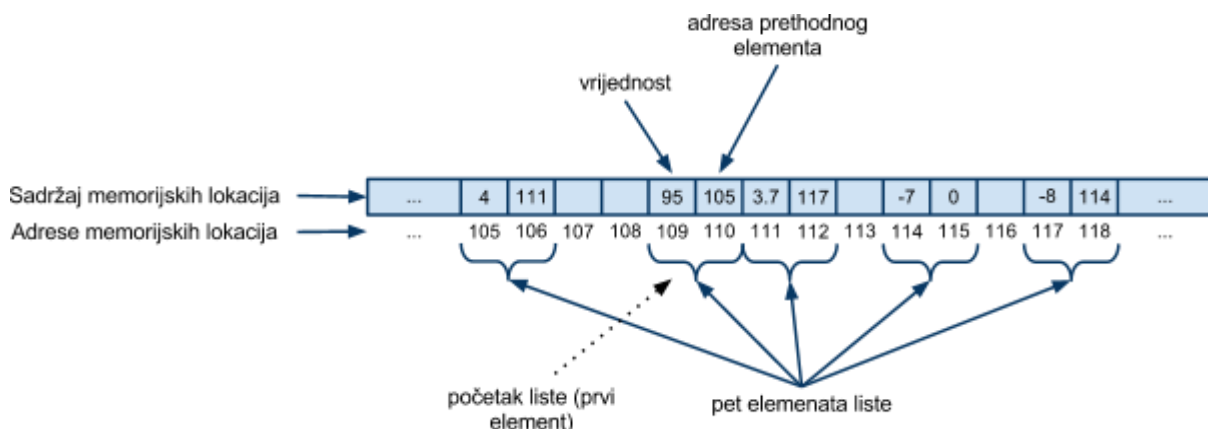 adresa prethodnog
elementa
vrijednost
Sadržaj memorijskih lokacija ... 4 111 95 105 3.7 117 -7 0 -8 114 ...
Adrese memorijskih lokacija ... 105 106 107 108 109 110 111 112 113 114 115 116 117 118 ...
početak liste (prvi
element)
pet elemenata liste